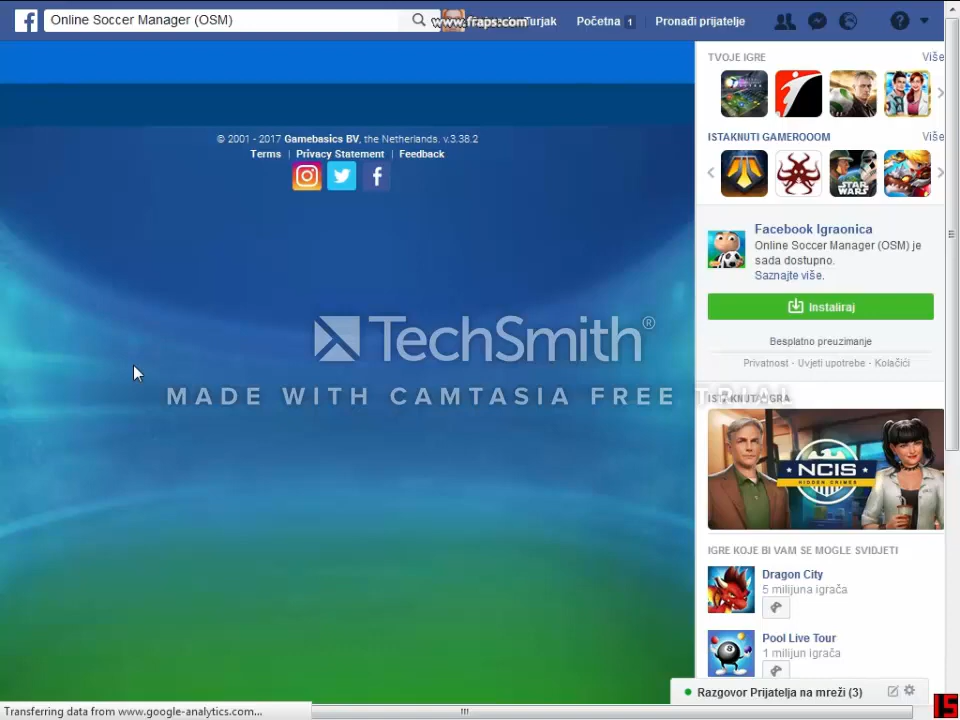 Online Soccer Manager (OSM)
www.fraps.com
Turjak
Početna 1
Pronađi prijatelje
© 2001 - 2017 Gamebasics BV, the Netherlands. v.3.38.2
Terms | Privacy Statement | Feedback
TechSmith®
MADE WITH CAMTASIA FREE TRIAL
TVOJE IGRE
Više
ISTAKNUTI GAMEROOOM
Više
STAR WARS
Facebook Igraonica
Online Soccer Manager (OSM) je
sada dostupno.
Saznajte više.
Instaliraj
Besplatno preuzimanje
Privatnost · Uvjeti upotrebe · Kolačići
ISTAKNUTA IGRA
NCIS
HIDDEN CRIMES
IGRE KOJE BI VAM SE MOGLE SVIDJETI
Dragon City
5 milijuna igrača
Pool Live Tour
1 milijun igrača
8
Razgovor Prijatelja na mreži (3)
Transferring data from www.google-analytics.com...
15